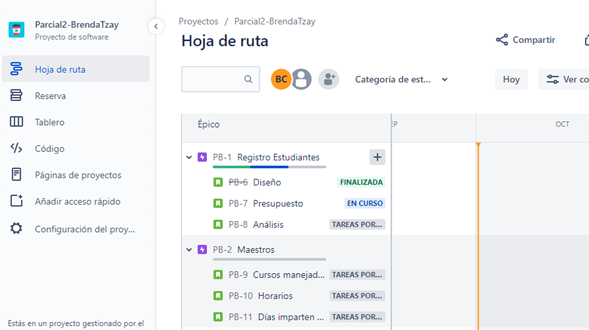 Parcial2-BrendaTzay
Proyecto de software
Hoja de ruta
Reserva
Tablero
Código
Páginas de proyectos
Añadir acceso rápido
Configuración del proy...
Estás en un proyecto gestionado por el
Proyectos / Parcial2-BrendaTzay
Hoja de ruta
Compartir
BC
Categoría de est...
Hoy
Ver co
Épico
EP
OCT
PB-1 Registro Estudiantes
PB-6 Diseño FINALIZADA
PB-7 Presupuesto EN CURSO
PB-8 Análisis TAREAS POR...
PB-2 Maestros
PB-9 Cursos manejad... TAREAS POR...
PB-10 Horarios TAREAS POR...
PB-11 Días imparten ... TAREAS POR...